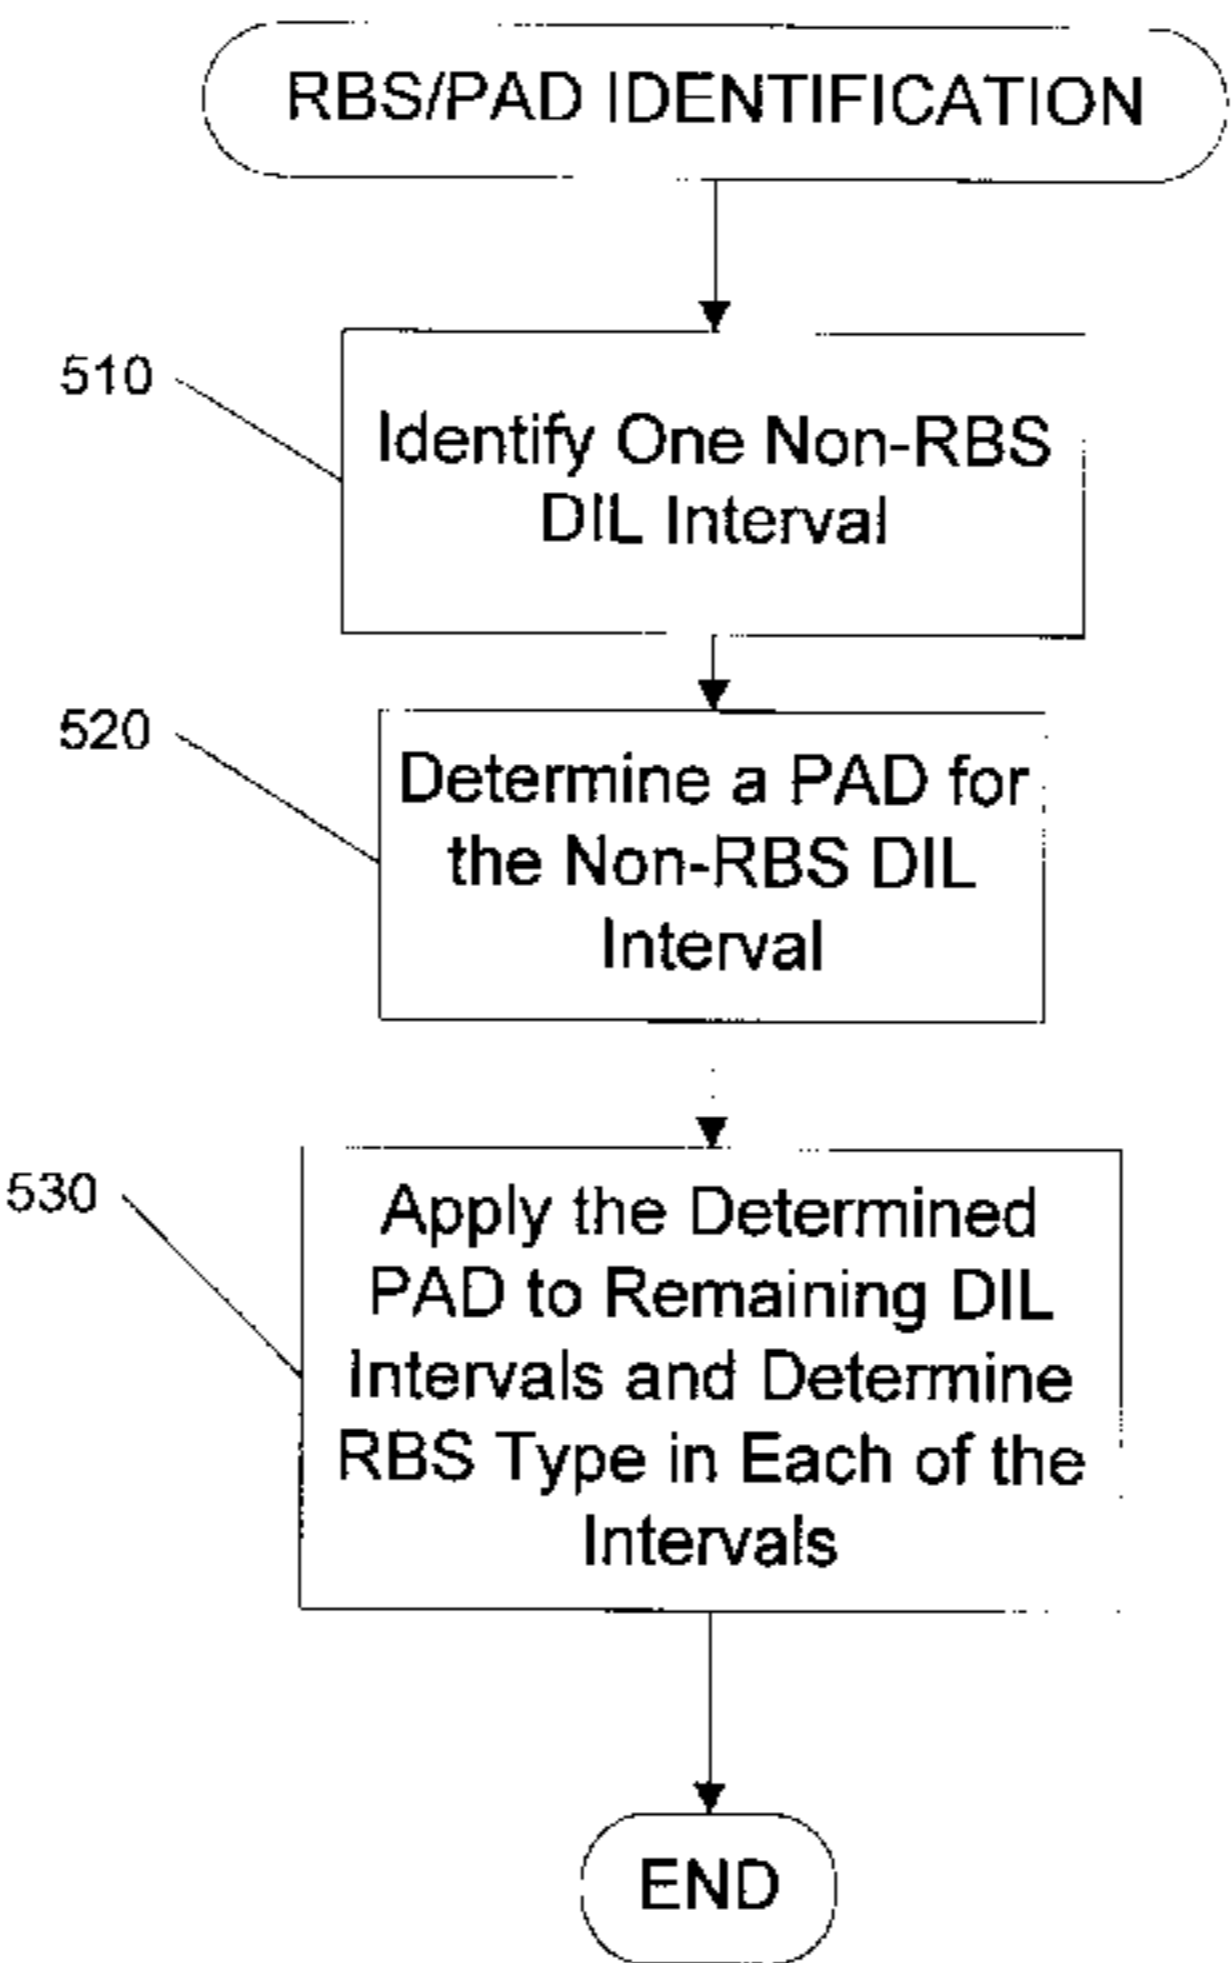 RBS/PAD IDENTIFICATION
510
Identify One Non-RBS
DIL Interval
520
Determine a PAD for
the Non-RBS DIL
Interval
530
Apply the Determined
PAD to Remaining DIL
Intervals and Determine
RBS Type in Each of the
Intervals
END